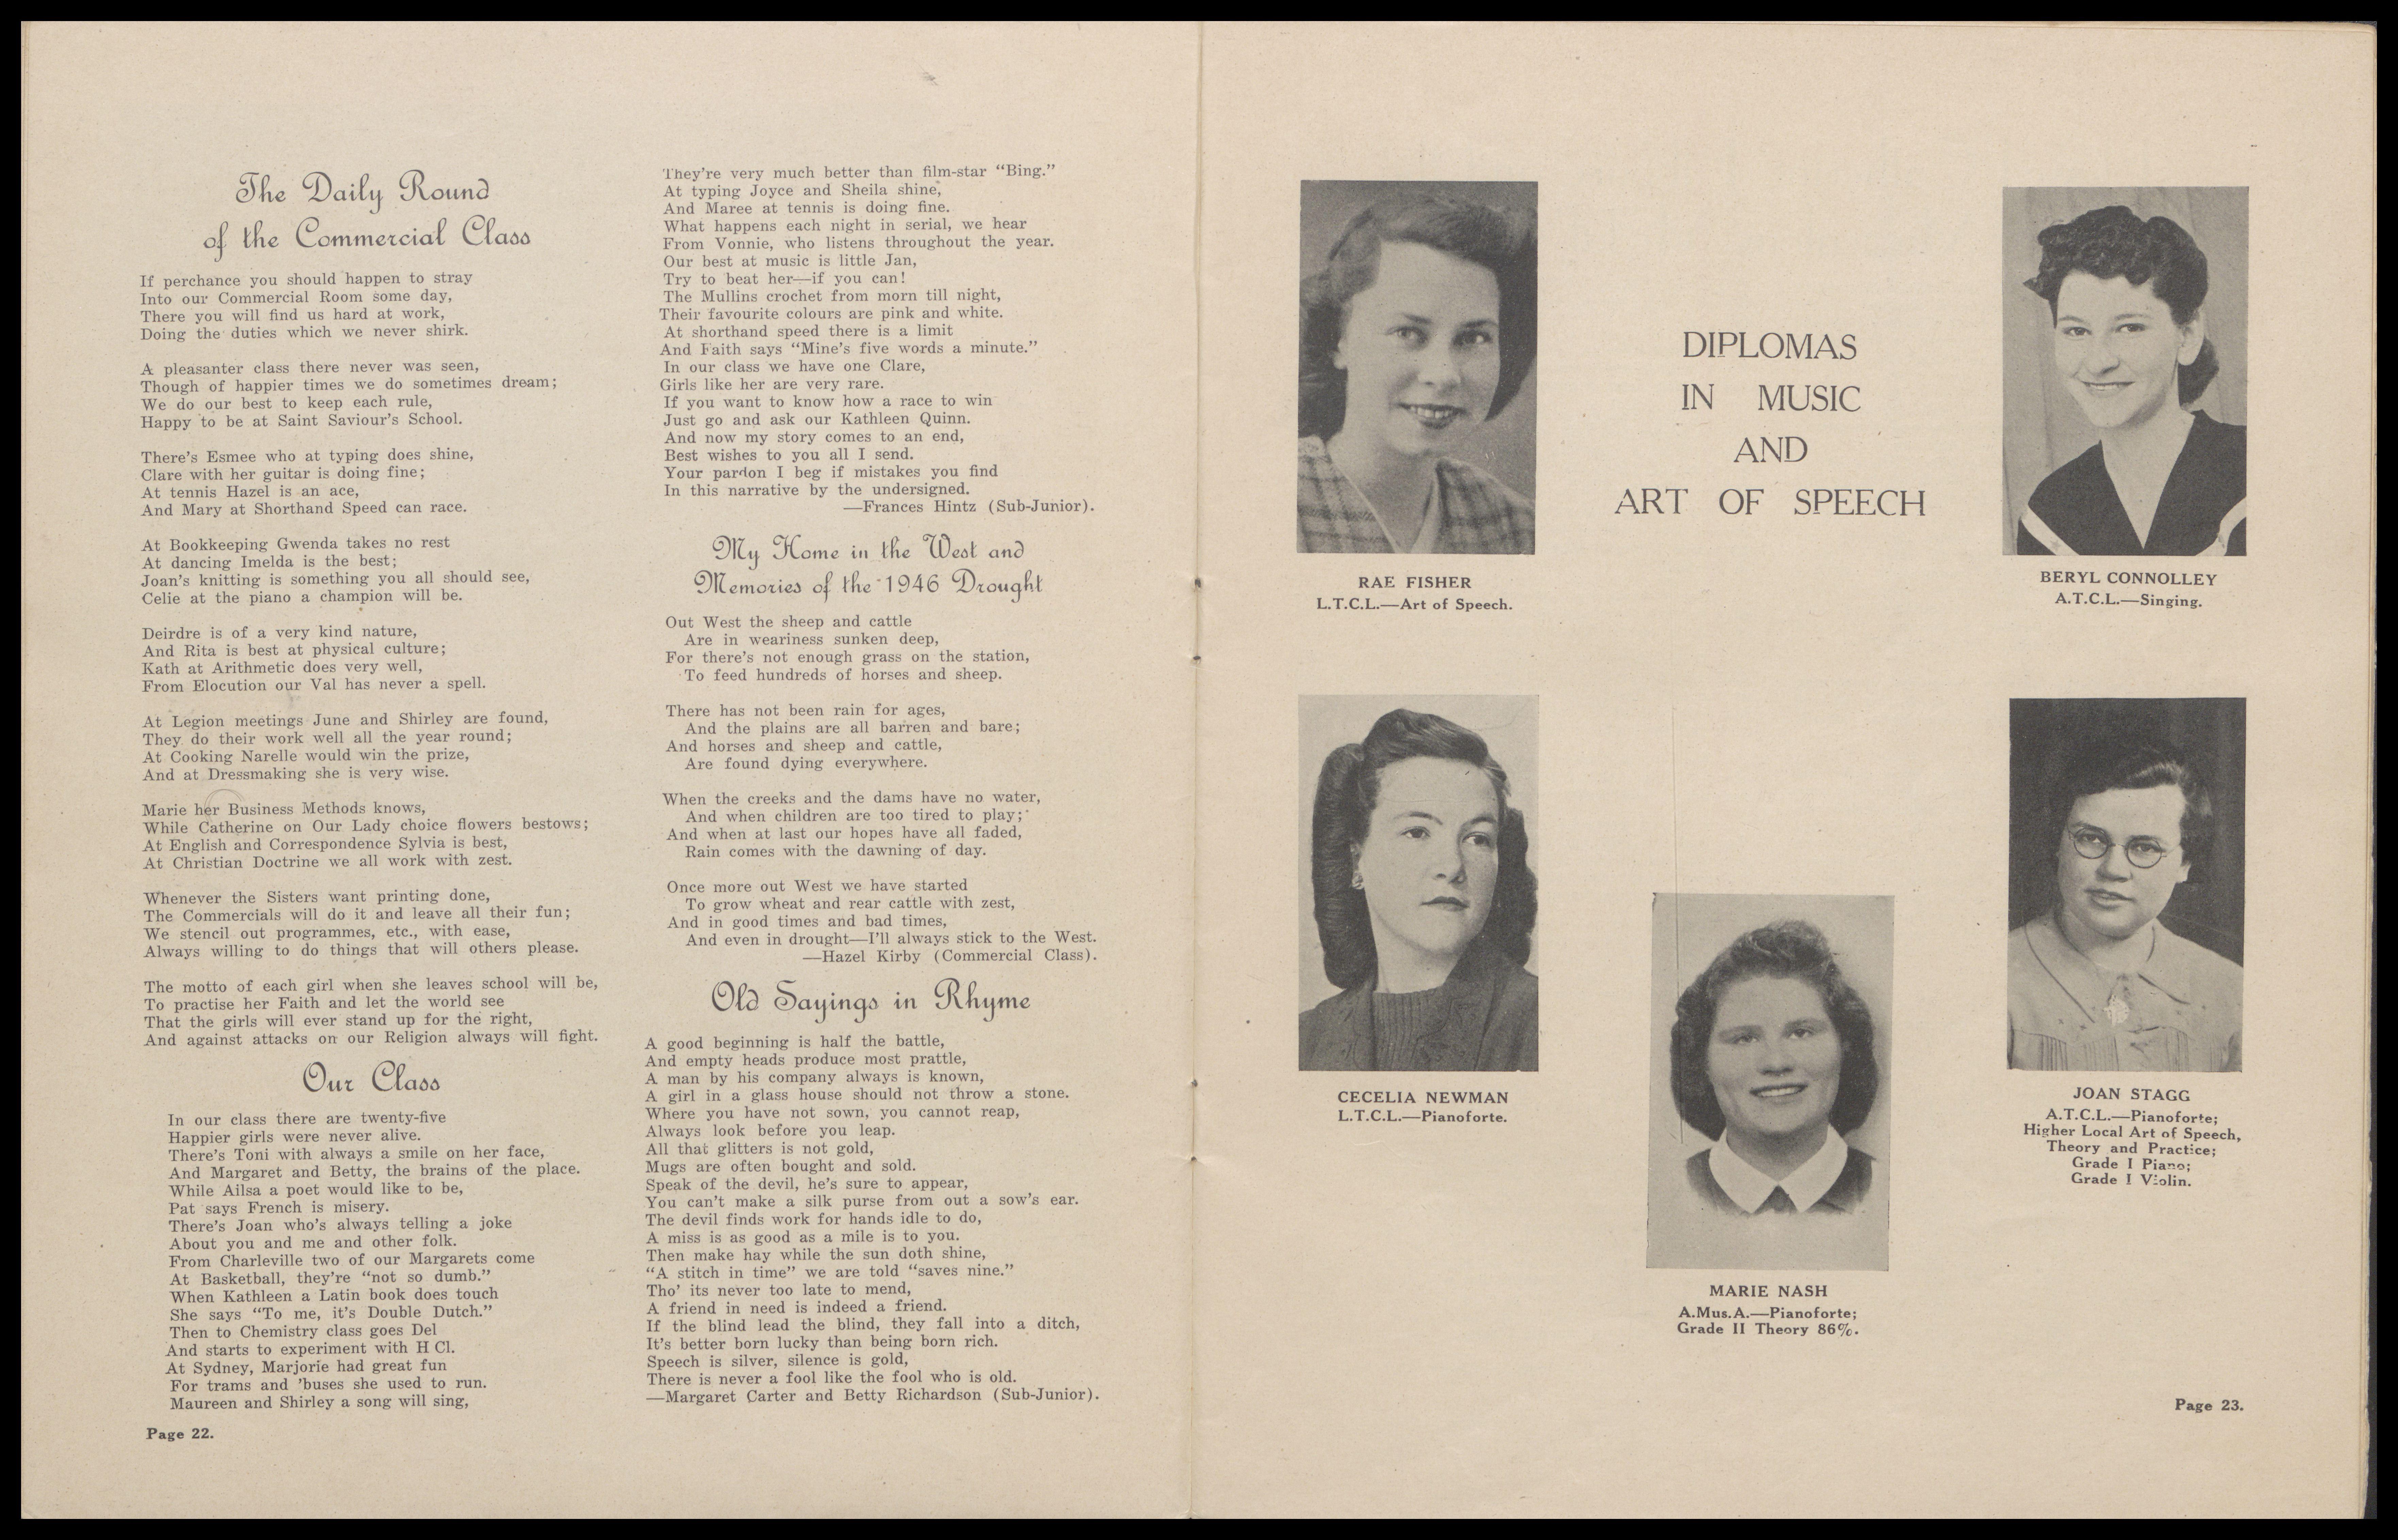 The Daily Round
of the Commercial Class
If perchance you should happen to stray
Into our Commercial Room some day,
There you will find us hard at work,
Doing the duties which we never shirk.
A pleasanter class there never was seen,
Though of happier times we do sometimes dream;
We do our best to keep each rule,
Happy to be at Saint Saviour's School.
There's Esmee who at typing does shine,
Clare with her guitar is doing fine;
At tennis Hazel is an ace,
And Mary at Shorthand Speed can race.
At Bookkeeping Gwenda takes no rest
At dancing Imelda is the best;
Joan's knitting is something you all should see,
Celie at the piano a champion will be.
Deirdre is of a very kind nature,
And Rita is best at physical culture;
Kath at Arithmetic does very well,
From Elocution our Val has never a spell.
At Legion meetings June and Shirley are found,
They do their work well all the year round;
At Cooking Narelle would win the prize,
And at Dressmaking she is very wise.
Marie her Business Methods knows,
While Catherine on Our Lady choice flowers bestows;
At English and Correspondence Sylvia is best,
At Christian Doctrine we all work with zest.
Whenever the Sisters want printing done,
The Commercials will do it and leave all their fun;
We stencil out programmes, etc., with ease,
Always willing to do things that will others please.
The motto of each girl when she leaves school will be,
To practise her Faith and let the world see
That the girls will ever stand up for the right,
And against attacks on our Religion always will fight.
Our Class
In our class there are twenty-five
Happier girls were never alive.
There's Toni with always a smile on her face,
And Margaret and Betty, the brains of the place.
While Ailsa a poet would like to be,
Pat says French is misery.
There's Joan who's always telling a joke
About you and me and other folk.
From Charleville two of our Margarets come
At Basketball, they're "not so dumb."
When Kathleen a Latin book does touch
She says "To me, it's Double Dutch."
Then to Chemistry class goes Del
And starts to experiment with H Cl.
At Sydney, Marjorie had great fun
For trams and 'buses she used to run.
Maureen and Shirley a song will sing,
Page 22.
They're very much better than film-star "Bing."
At typing Joyce and Sheila shine,
And Maree at tennis is doing fine.
What happens each night in serial, we hear
From Vonnie, who listens throughout the year.
Our best at music is little Jan,
Try to beat her—if you can!
The Mullins crochet from morn till night,
Their favourite colours are pink and white.
At shorthand speed there is a limit
And Faith says "Mine's five words a minute."
In our class we have one Clare,
Girls like her are very rare.
If you want to know how a race to win
Just go and ask our Kathleen Quinn.
And now my story comes to an end,
Best wishes to you all I send.
Your pardon I beg if mistakes you find
In this narrative by the undersigned.
—Frances Hintz (Sub-Junior).
My Home in the West and
Memories of the 1946 Drought
Out West the sheep and cattle
Are in weariness sunken deep,
For there's not enough grass on the station,
To feed hundreds of horses and sheep.
There has not been rain for ages,
And the plains are all barren and bare;
And horses and sheep and cattle,
Are found dying everywhere.
When the creeks and the dams have no water,
And when children are too tired to play;
And when at last our hopes have all faded,
Rain comes with the dawning of day.
Once more out West we have started
To grow wheat and rear cattle with zest,
And in good times and bad times,
And even in drought—I'll always stick to the West.
—Hazel Kirby (Commercial Class).
Old Sayings in Rhyme
A good beginning is half the battle,
And empty heads produce most prattle,
A man by his company always is known,
A girl in a glass house should not throw a stone.
Where you have not sown, you cannot reap,
Always look before you leap.
All that glitters is not gold,
Mugs are often bought and sold.
Speak of the devil, he's sure to appear,
You can't make a silk purse from out a sow's ear.
The devil finds work for hands idle to do,
A miss is as good as a mile is to you.
Then make hay while the sun doth shine,
"A stitch in time" we are told "saves nine."
Tho' its never too late to mend,
A friend in need is indeed a friend.
If the blind lead the blind, they fall into a ditch,
It's better born lucky than being born rich.
Speech is silver, silence is gold,
There is never a fool like the fool who is old.
—Margaret Carter and Betty Richardson (Sub-Junior).
DIPLOMAS
IN MUSIC
AND
ART OF SPEECH
RAE FISHER
L.T.C.L.—Art of Speech.
BERYL CONNOLLEY
A.T.C.L.—Singing.
CECELIA NEWMAN
L.T.C.L.—Pianoforte.
JOAN STAGG
A.T.C.L.—Pianoforte;
Higher Local Art of Speech,
Theory and Practice;
Grade I Piano;
Grade I Violin.
MARIE NASH
A.Mus.A.—Pianoforte;
Grade II Theory 86%.
Page 23.